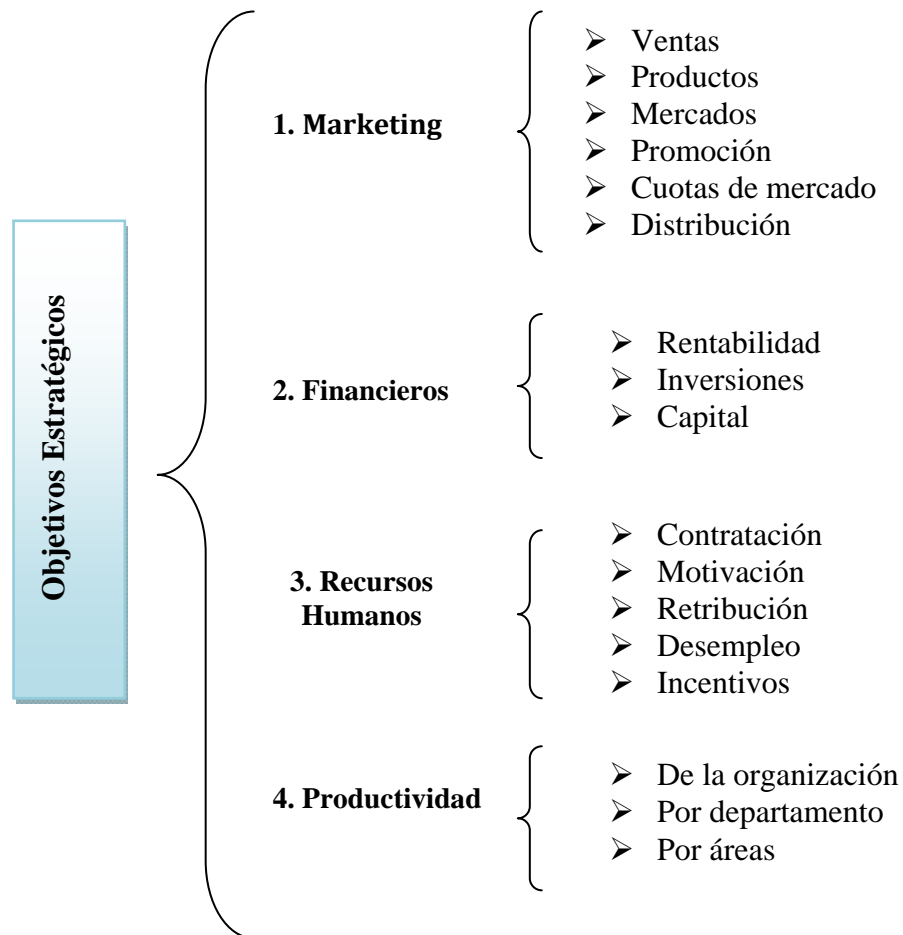 Objetivos Estratégicos
1. Marketing
➢ Ventas
➢ Productos
➢ Mercados
➢ Promoción
➢ Cuotas de mercado
➢ Distribución
2. Financieros
➢ Rentabilidad
➢ Inversiones
➢ Capital
3. Recursos
Humanos
➢ Contratación
➢ Motivación
➢ Retribución
➢ Desempleo
➢ Incentivos
4. Productividad
➢ De la organización
➢ Por departamento
➢ Por áreas